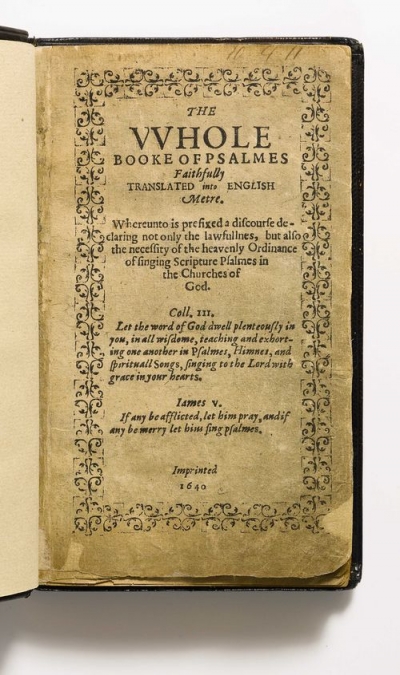 THE
VVHOLE
BOOKE OF PSALMES
Faithfully
TRANSLATED into ENGLISH
Metre.
Whereunto is prefixed a discourse de-
claring not only the lawfullnes, but also
the necessity of the heavenly Ordinance
of singing Scripture Psalmes in
the Churches of
God.
Coll. III.
Let the word of God dwell plenteously in
you, in all wisdome, teaching and exhort-
ing one another in Psalmes, Himnes, and
spirituall Songs, singing to the Lord with
grace in your hearts.
Iames V.
If any be afflicted, let him pray, and if
any be merry let him sing psalmes.
Imprinted
1640